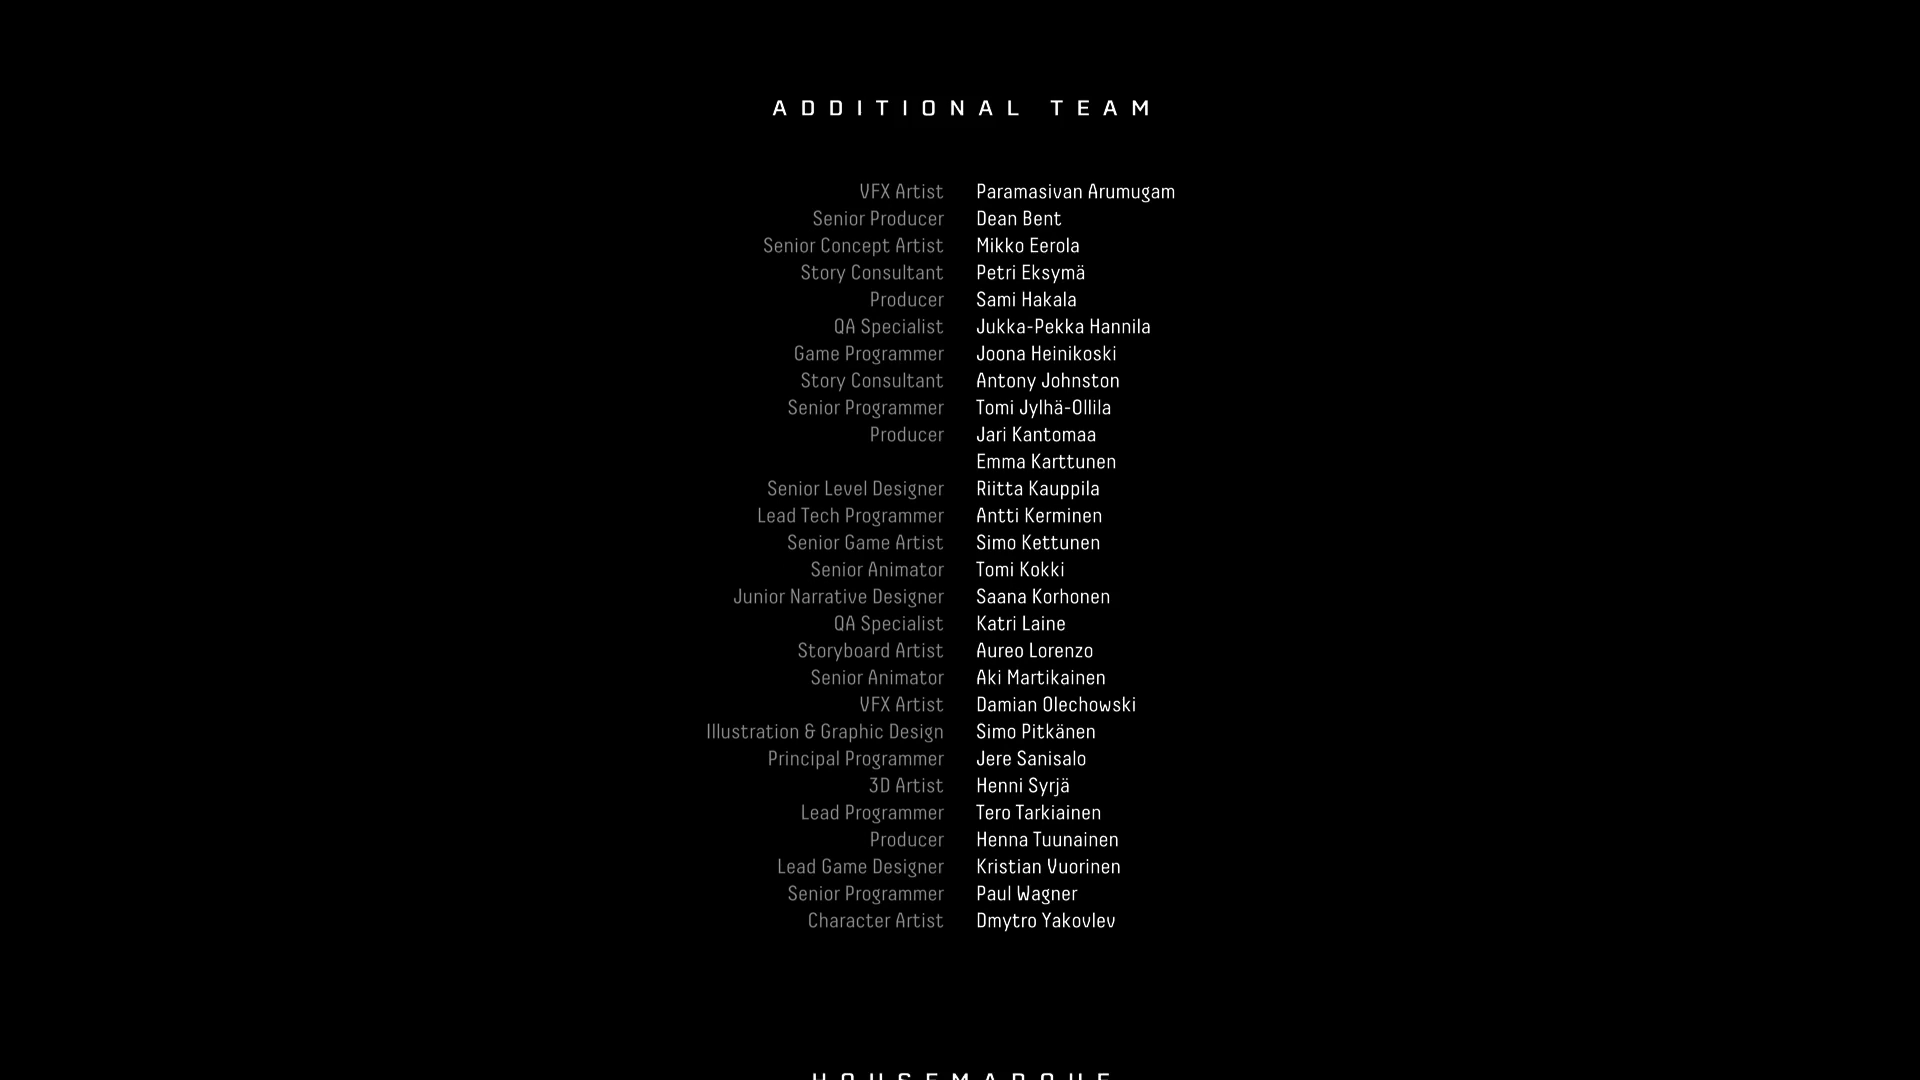 ADDITIONAL TEAM
VFX Artist Paramasivan Arumugam
Senior Producer Dean Bent
Senior Concept Artist Mikko Eerola
Story Consultant Petri Eksymä
Producer Sami Hakala
QA Specialist Jukka-Pekka Hannila
Game Programmer Joona Heinikoski
Story Consultant Antony Johnston
Senior Programmer Tomi Jylhä-Ollila
Producer Jari Kantomaa
Emma Karttunen
Senior Level Designer Riitta Kauppila
Lead Tech Programmer Antti Kerminen
Senior Game Artist Simo Kettunen
Senior Animator Tomi Kokki
Junior Narrative Designer Saana Korhonen
QA Specialist Katri Laine
Storyboard Artist Aureo Lorenzo
Senior Animator Aki Martikainen
VFX Artist Damian Olechowski
Illustration & Graphic Design Simo Pitkänen
Principal Programmer Jere Sanisalo
3D Artist Henni Syrjä
Lead Programmer Tero Tarkiainen
Producer Henna Tuunainen
Lead Game Designer Kristian Vuorinen
Senior Programmer Paul Wagner
Character Artist Dmytro Yakovlev
HOUSEMARQUE